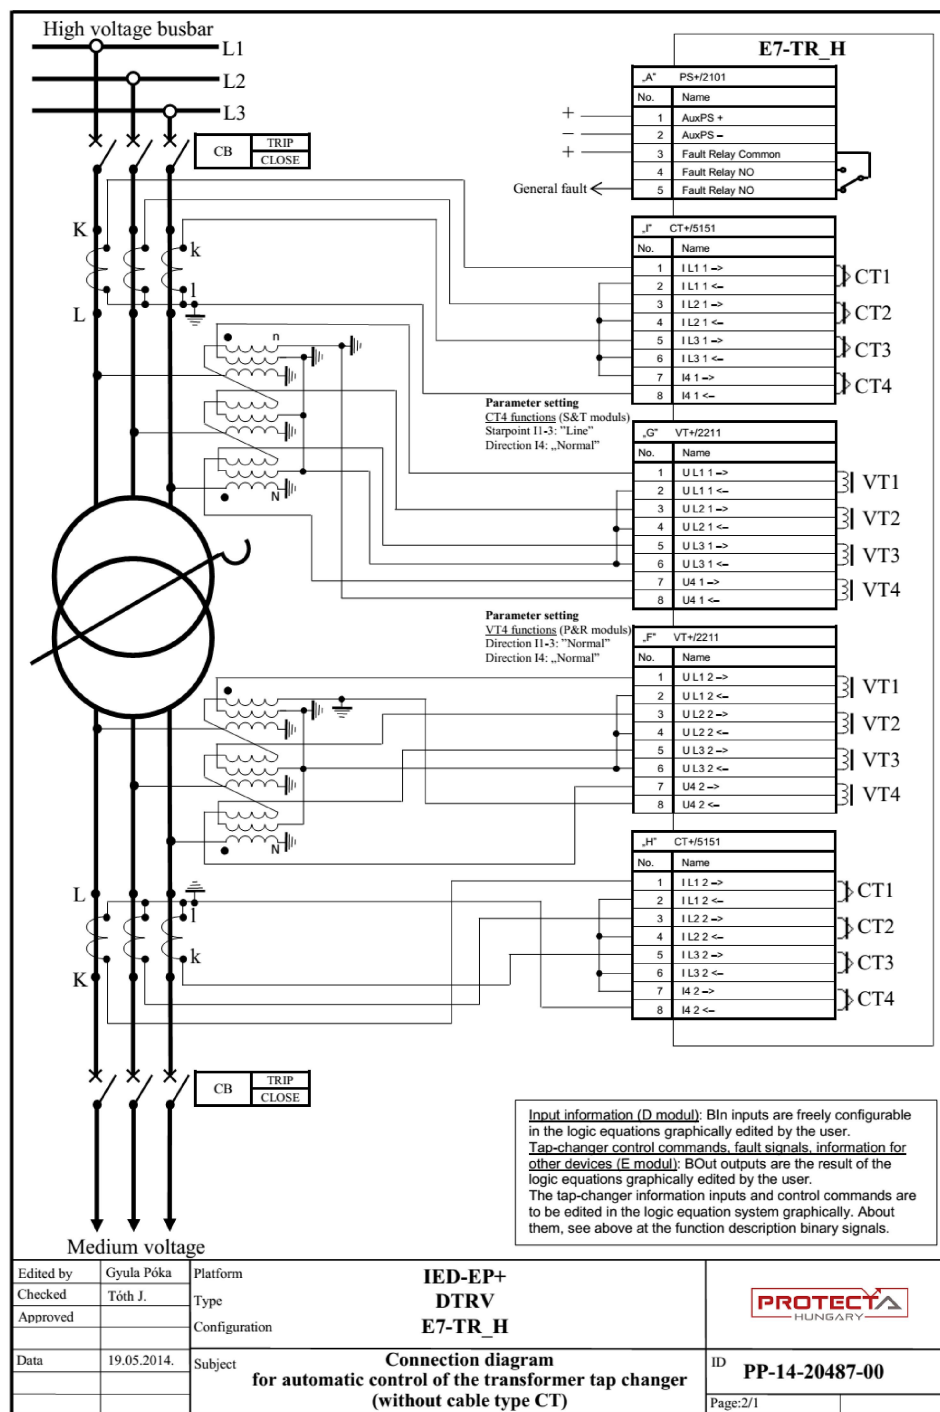 High voltage busbar
L1
L2
L3
CB
TRIP
CLOSE
E7-TR_H
„A” PS+/2101
No. Name
1 AuxPS +
2 AuxPS –
3 Fault Relay Common
4 Fault Relay NO
5 Fault Relay NO
+
–
+
General fault
K
k
l
L
„I” CT+/5151
No. Name
1 I L1 1 –>
2 I L1 1 <–
3 I L2 1 –>
4 I L2 1 <–
5 I L3 1 –>
6 I L3 1 <–
7 I4 1 –>
8 I4 1 <–
CT1
CT2
CT3
CT4
n
N
Parameter setting
CT4 functions (S&T moduls)
Starpoint I1-3: ”Line”
Direction I4: „Normal”
„G” VT+/2211
No. Name
1 U L1 1 –>
2 U L1 1 <–
3 U L2 1 –>
4 U L2 1 <–
5 U L3 1 –>
6 U L3 1 <–
7 U4 1 –>
8 U4 1 <–
VT1
VT2
VT3
VT4
Parameter setting
VT4 functions (P&R moduls)
Direction I1-3: ”Normal”
Direction I4: „Normal”
„F” VT+/2211
No. Name
1 U L1 2 –>
2 U L1 2 <–
3 U L2 2 –>
4 U L2 2 <–
5 U L3 2 –>
6 U L3 2 <–
7 U4 2 –>
8 U4 2 <–
VT1
VT2
VT3
VT4
N
„H” CT+/5151
No. Name
1 I L1 2 –>
2 I L1 2 <–
3 I L2 2 –>
4 I L2 2 <–
5 I L3 2 –>
6 I L3 2 <–
7 I4 2 –>
8 I4 2 <–
CT1
CT2
CT3
CT4
L
l
k
K
CB
TRIP
CLOSE
Medium voltage
Input information (D modul): BIn inputs are freely configurable
in the logic equations graphically edited by the user.
Tap-changer control commands, fault signals, information for
other devices (E modul): BOut outputs are the result of the
logic equations graphically edited by the user.
The tap-changer information inputs and control commands are
to be edited in the logic equation system graphically. About
them, see above at the function description binary signals.
Edited by Gyula Póka
Checked Tóth J.
Approved
Data 19.05.2014.
Platform IED-EP+
Type DTRV
Configuration E7-TR_H
Subject Connection diagram
for automatic control of the transformer tap changer
(without cable type CT)
PROTECTA
HUNGARY
ID PP-14-20487-00
Page:2/1